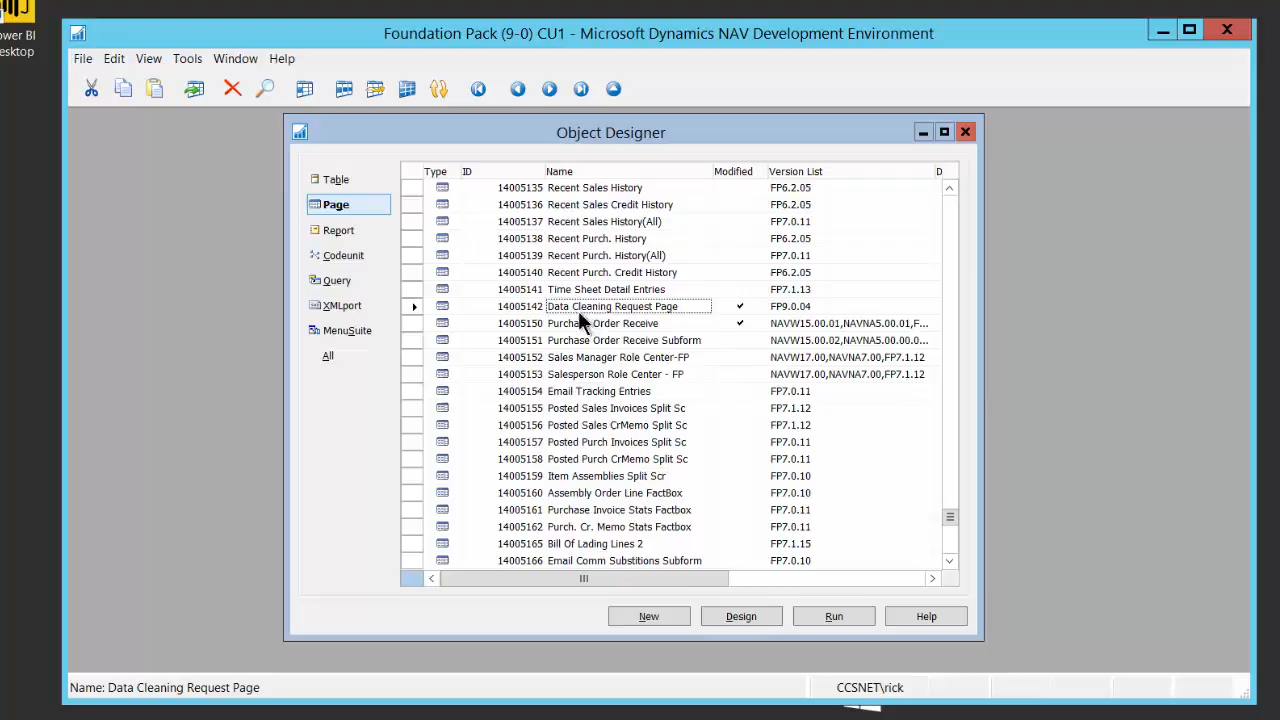 ower BI
esktop
Foundation Pack (9-0) CU1 - Microsoft Dynamics NAV Development Environment
File Edit View Tools Window Help
Object Designer
Table
Page
Report
Codeunit
Query
XMLport
MenuSuite
All
Type ID Name Modified Version List D
14005135 Recent Sales History FP6.2.05
14005136 Recent Sales Credit History FP6.2.05
14005137 Recent Sales History(All) FP7.0.11
14005138 Recent Purch. History FP6.2.05
14005139 Recent Purch. History(All) FP7.0.11
14005140 Recent Purch. Credit History FP6.2.05
14005141 Time Sheet Detail Entries FP7.1.13
14005142 Data Cleaning Request Page ✓ FP9.0.04
14005150 Purchase Order Receive ✓ NAVW15.00.01,NAVNA5.00.01,F...
14005151 Purchase Order Receive Subform NAVW15.00.02,NAVNA5.00.00.0...
14005152 Sales Manager Role Center-FP NAVW17.00,NAVNA7.00,FP7.1.12
14005153 Salesperson Role Center - FP NAVW17.00,NAVNA7.00,FP7.1.12
14005154 Email Tracking Entries FP7.0.11
14005155 Posted Sales Invoices Split Sc FP7.1.12
14005156 Posted Sales CrMemo Split Sc FP7.1.12
14005157 Posted Purch Invoices Split Sc FP7.0.11
14005158 Posted Purch CrMemo Split Sc FP7.0.11
14005159 Item Assemblies Split Scr FP7.0.10
14005160 Assembly Order Line FactBox FP7.0.10
14005161 Purchase Invoice Stats Factbox FP7.0.11
14005162 Purch. Cr. Memo Stats Factbox FP7.0.11
14005165 Bill Of Lading Lines 2 FP7.1.15
14005166 Email Comm Substitions Subform FP7.0.10
New Design Run Help
Name: Data Cleaning Request Page CCSNET\rick